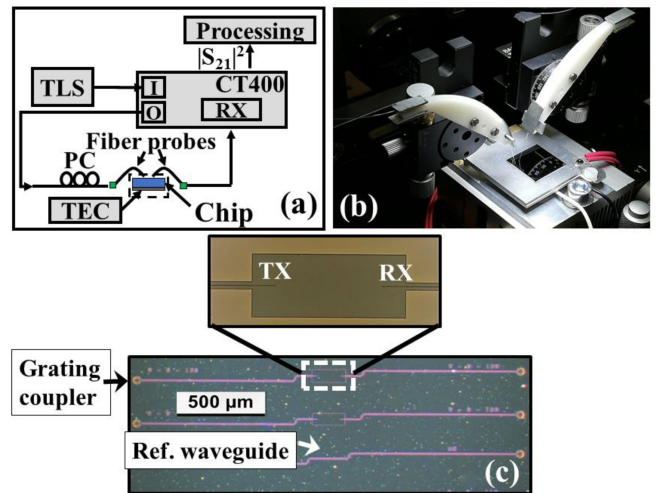 Processing
|S21|²
TLS
I
CT400
O
RX
Fiber probes
PC
TEC
Chip
(a)
(b)
TX
RX
Grating
coupler
500 µm
Ref. waveguide
(c)